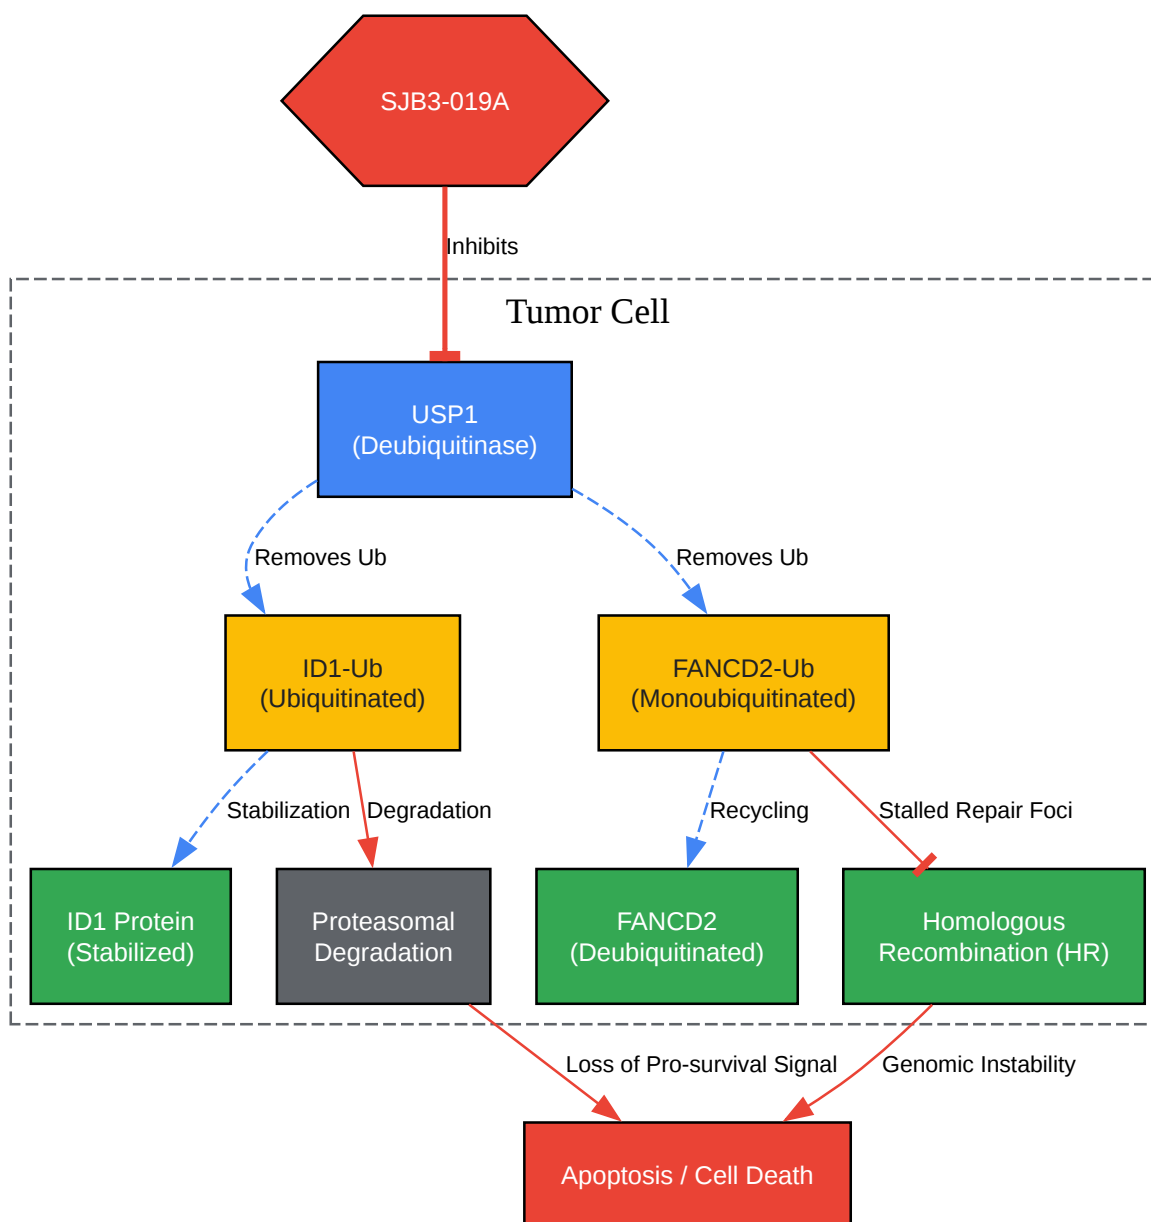 SJB3-019A
Inhibits
Tumor Cell
USP1
(Deubiquitinase)
Removes Ub
Removes Ub
ID1-Ub
(Ubiquitinated)
FANCD2-Ub
(Monoubiquitinated)
Stabilization
Degradation
Recycling
Stalled Repair Foci
ID1 Protein
(Stabilized)
Proteasomal
Degradation
FANCD2
(Deubiquitinated)
Homologous
Recombination (HR)
Loss of Pro-survival Signal
Genomic Instability
Apoptosis / Cell Death